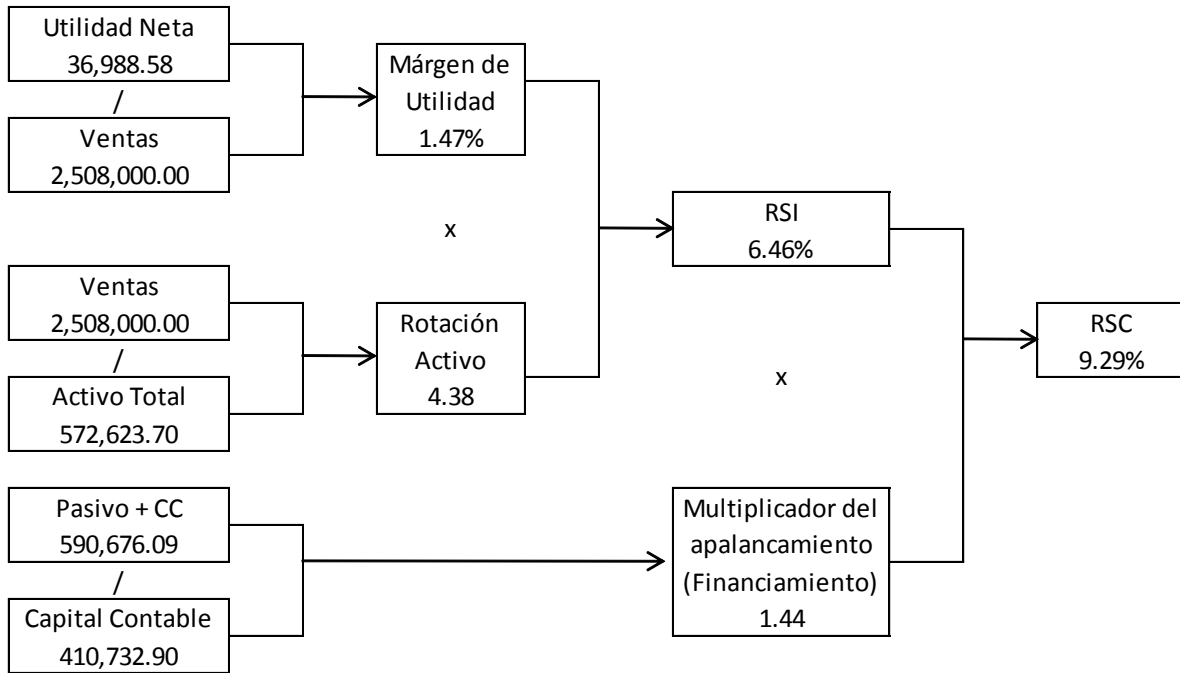 Utilidad Neta
36,988.58
/
Ventas
2,508,000.00
Márgen de
Utilidad
1.47%
x
Ventas
2,508,000.00
/
Activo Total
572,623.70
Rotación
Activo
4.38
RSI
6.46%
x
RSC
9.29%
Pasivo + CC
590,676.09
/
Capital Contable
410,732.90
Multiplicador del
apalancamiento
(Financiamiento)
1.44